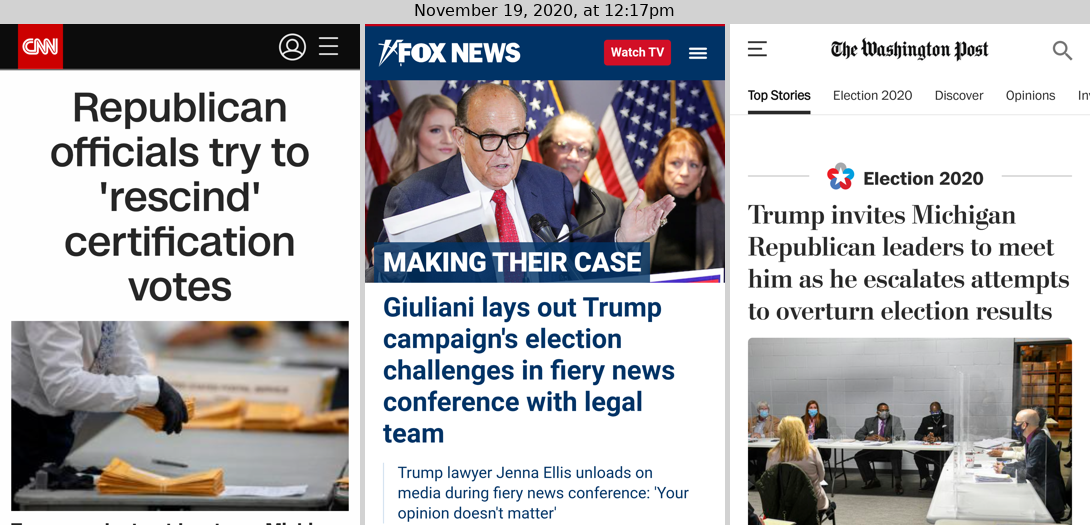 November 19, 2020, at 12:17pm
CNN
Republican
officials try to
'rescind'
certification
votes
FOX NEWS
Watch TV
MAKING THEIR CASE
Giuliani lays out Trump
campaign's election
challenges in fiery news
conference with legal
team
Trump lawyer Jenna Ellis unloads on
media during fiery news conference: 'Your
opinion doesn't matter'
The Washington Post
Top Stories Election 2020 Discover Opinions
Election 2020
Trump invites Michigan
Republican leaders to meet
him as he escalates attempts
to overturn election results